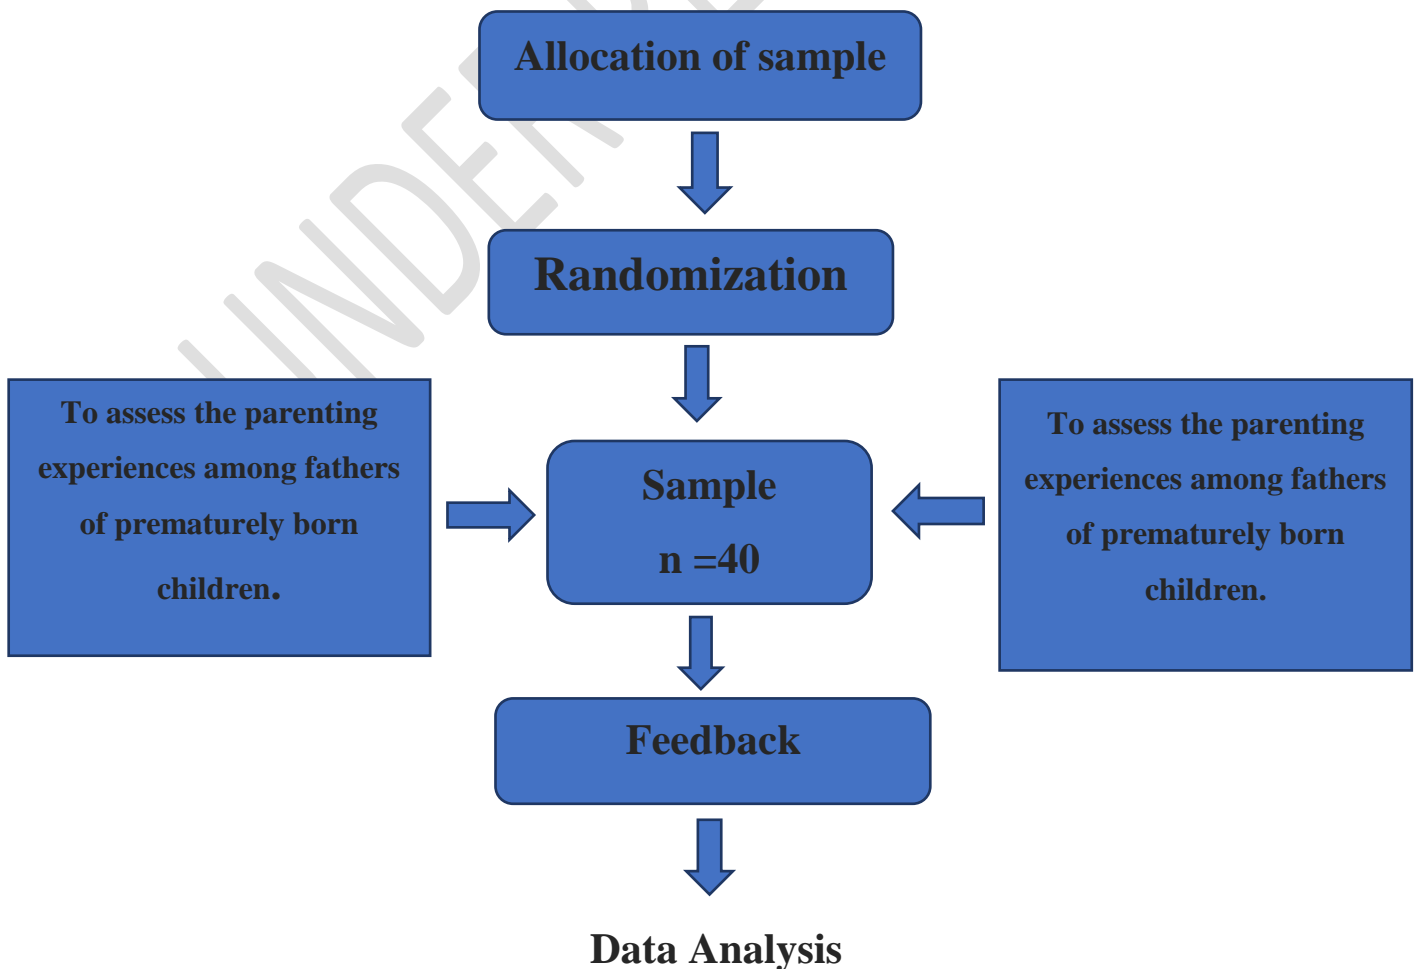 Allocation of sample
Randomization
To assess the parenting
experiences among fathers
of prematurely born
children.
Sample
n =40
To assess the parenting
experiences among fathers
of prematurely born
children.
Feedback
Data Analysis